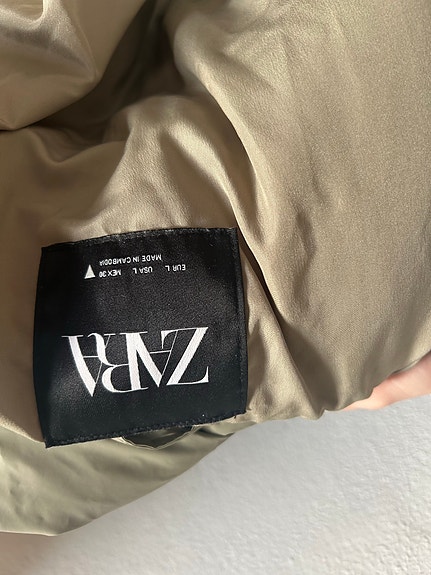 ZARA
EUR L USA L MEX 30
MADE IN CAMBODIA